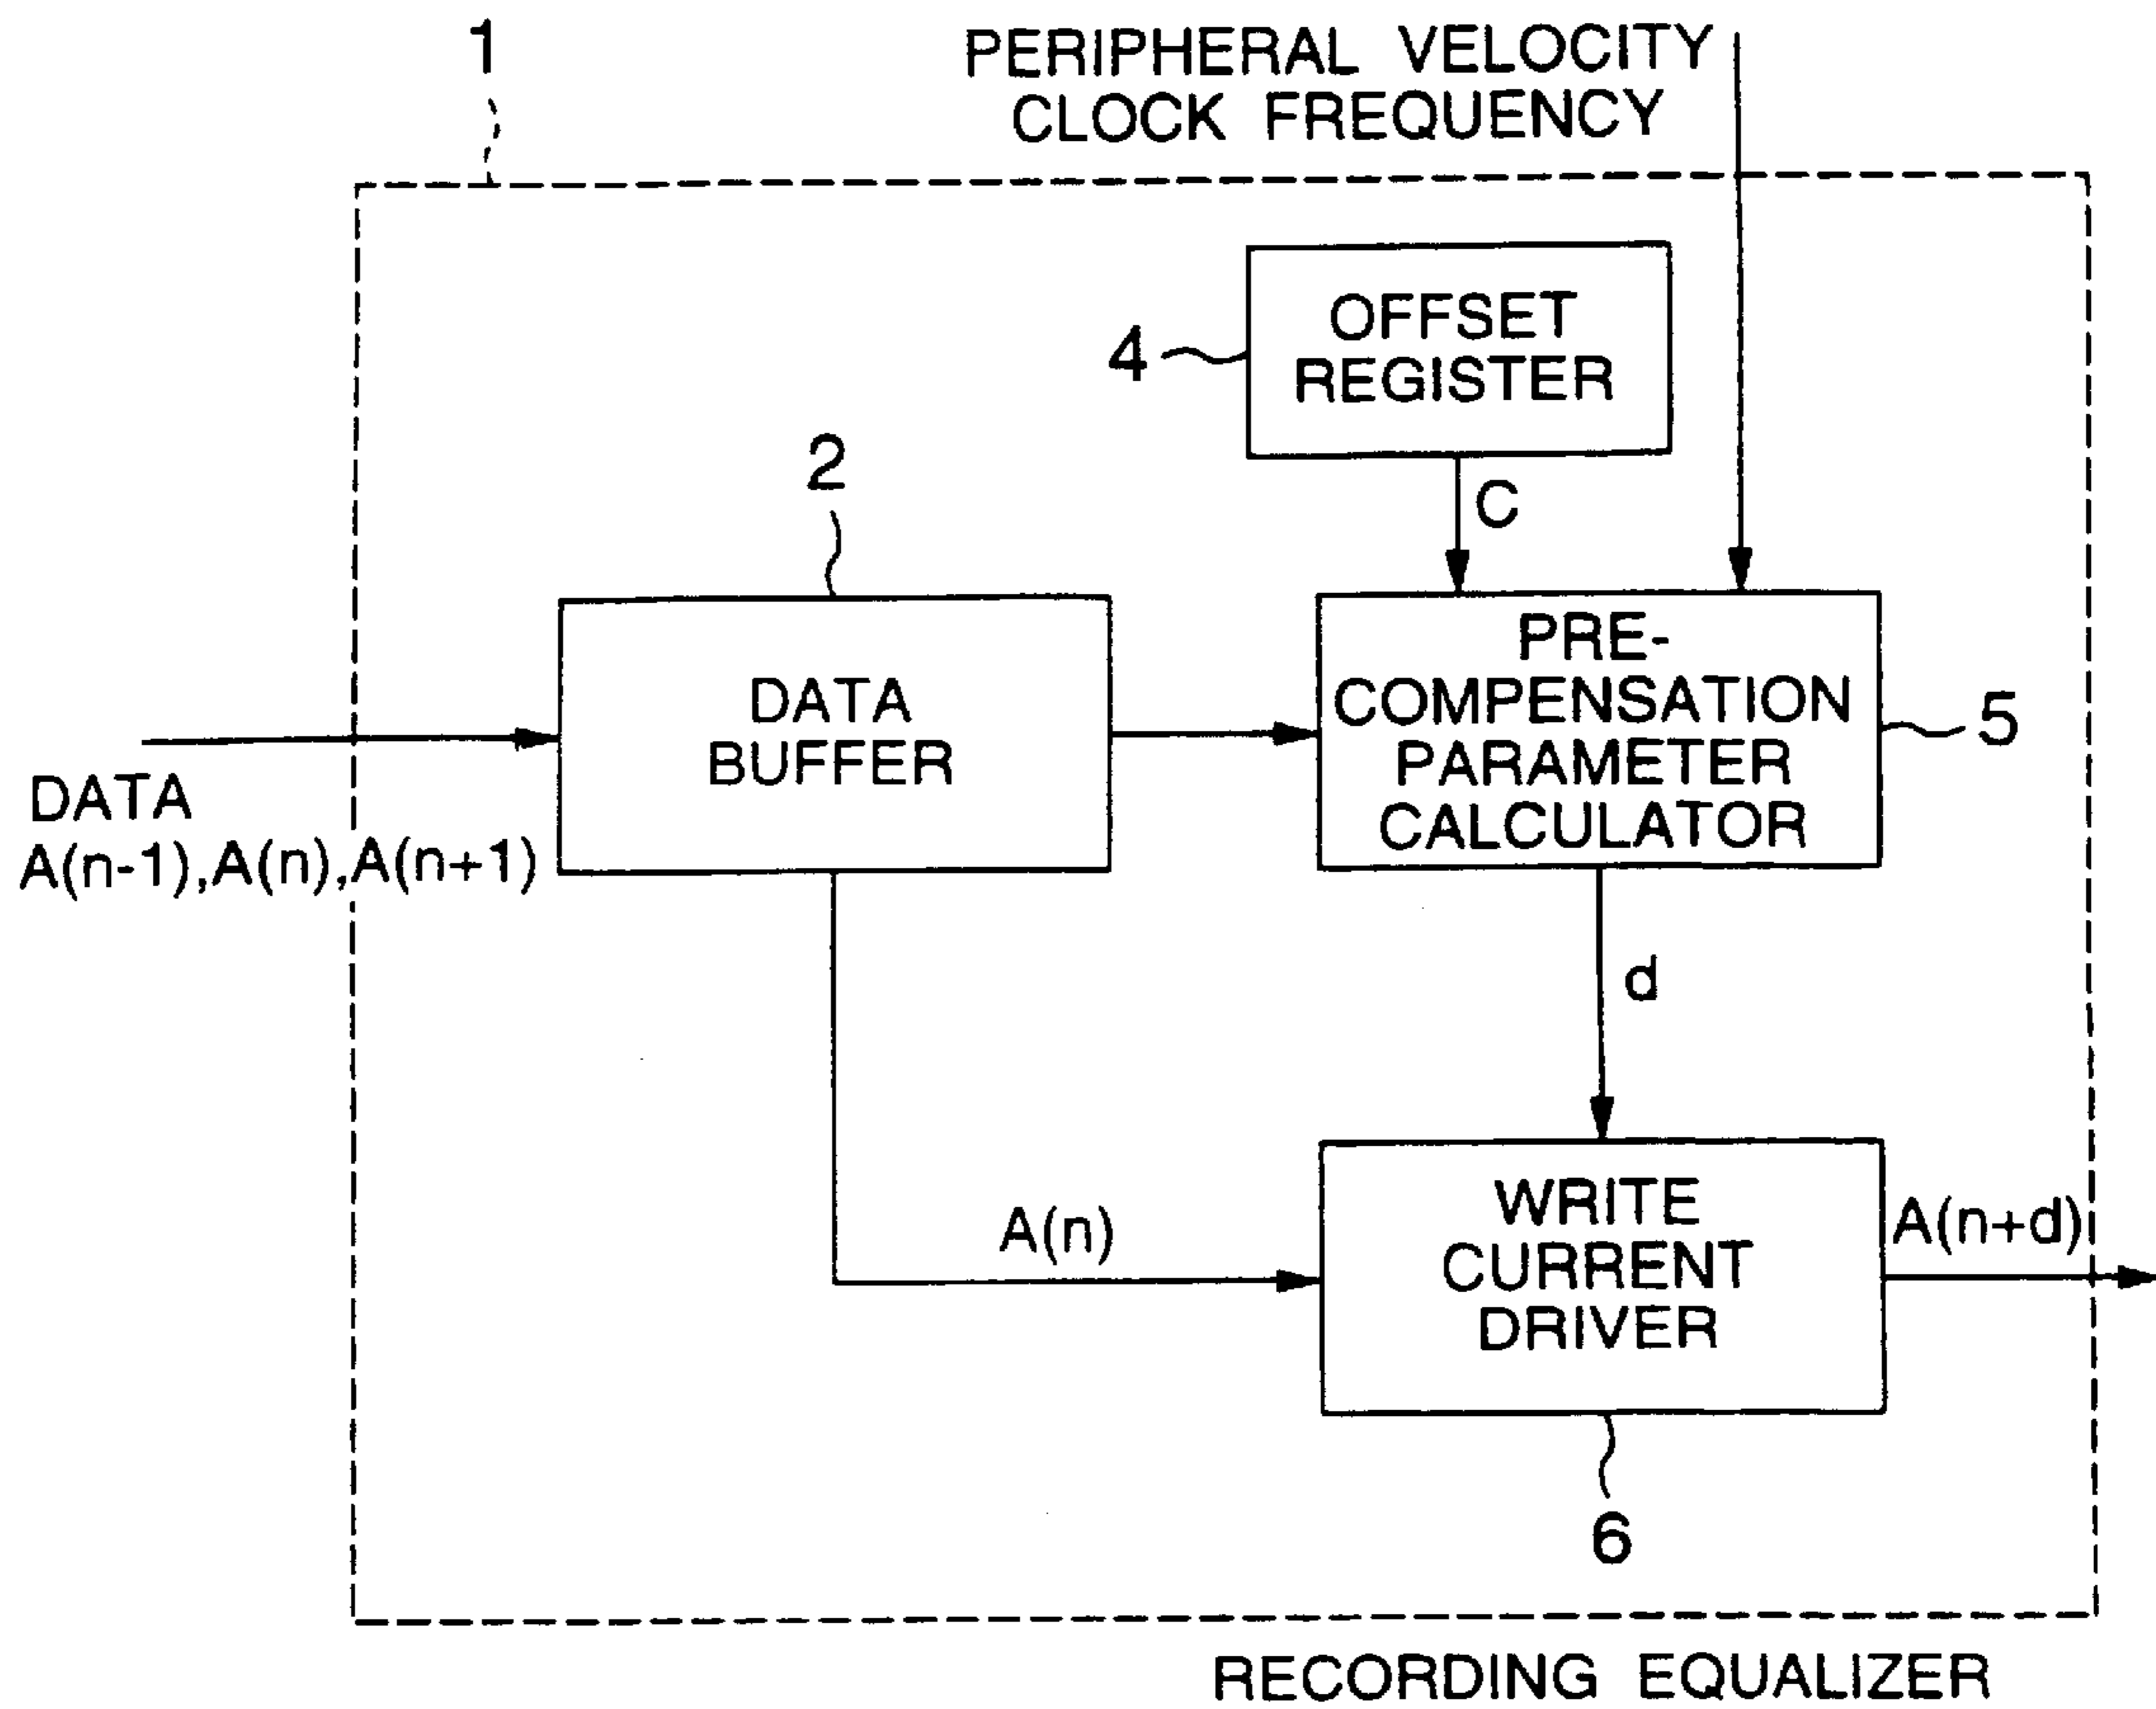 1
PERIPHERAL VELOCITY
CLOCK FREQUENCY
OFFSET
REGISTER
4
C
2
DATA
BUFFER
PRE-
COMPENSATION
PARAMETER
CALCULATOR
5
DATA
A(n-1),A(n),A(n+1)
d
A(n)
WRITE
CURRENT
DRIVER
A(n+d)
6
RECORDING EQUALIZER